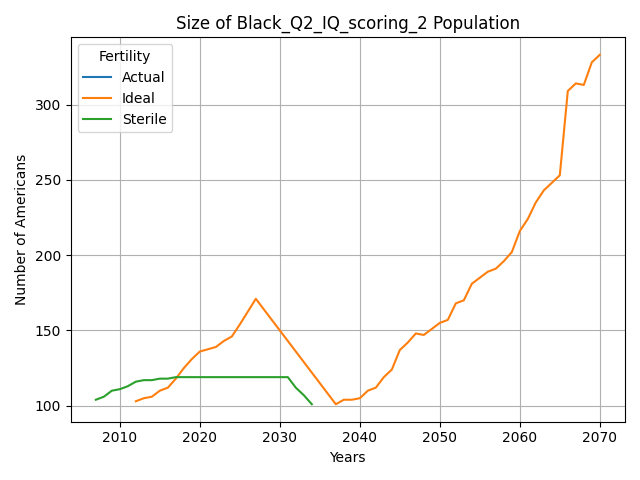 Size of Black_Q2_IQ_scoring_2 Population
Fertility
Actual
Ideal
Sterile
Number of Americans
300
250
200
150
100
2010 2020 2030 2040 2050 2060 2070
Years